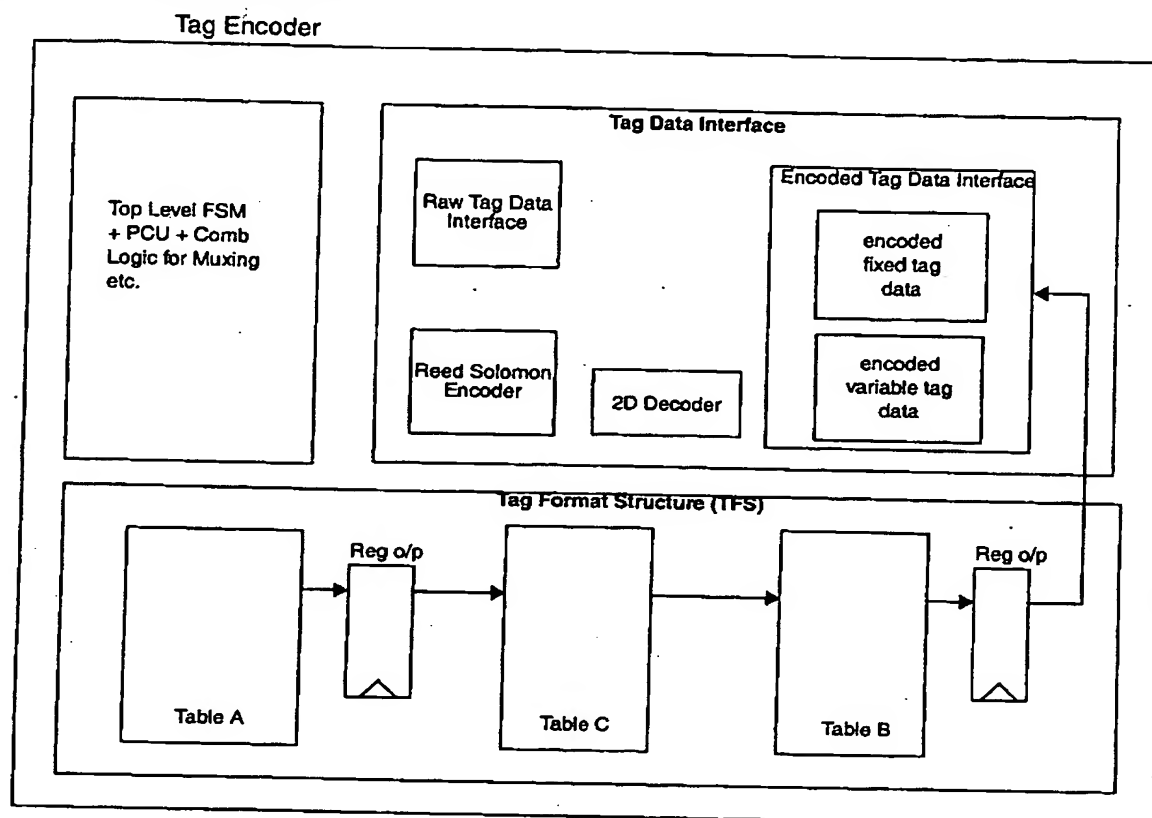 Tag Encoder
Top Level FSM
+ PCU + Comb
Logic for Muxing
etc.
Tag Data Interface
Raw Tag Data
Interface
Reed Solomon
Encoder
2D Decoder
Encoded Tag Data Interface
encoded
fixed tag
data
encoded
variable tag
data
Tag Format Structure (TFS)
Table A
Reg o/p
Table C
Table B
Reg o/p